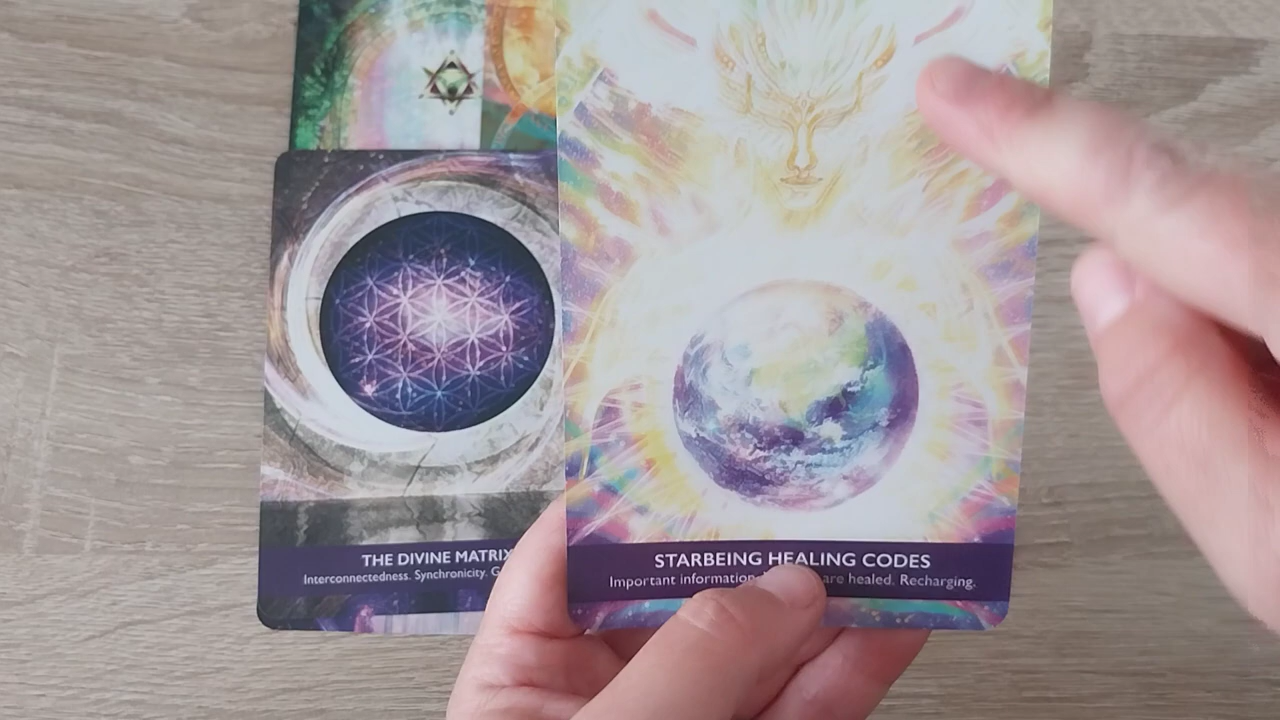 THE DIVINE MATRIX
Interconnectedness. Synchronicity.
STARBEING HEALING CODES
Important information. are healed. Recharging.